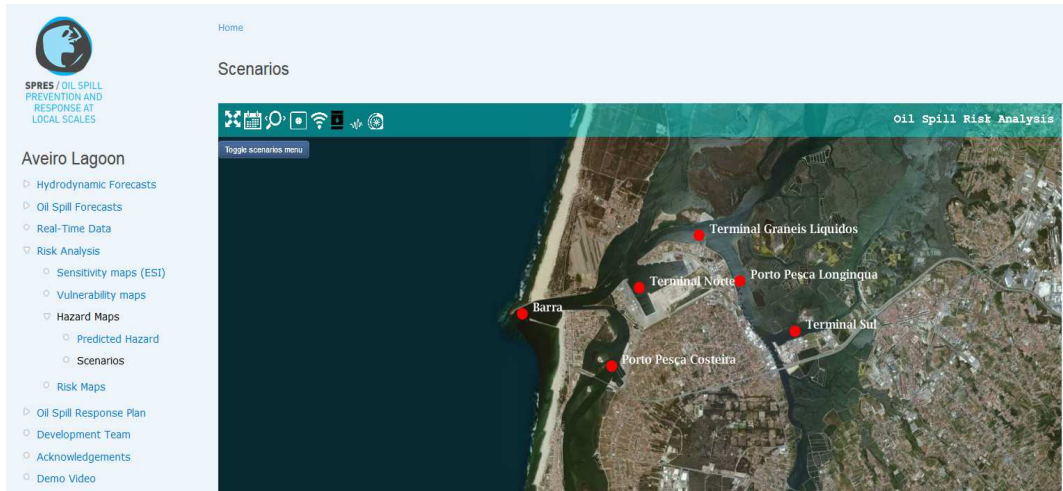 SPRES / OIL SPILL
PREVENTION AND
RESPONSE AT
LOCAL SCALES
Aveiro Lagoon
Hydrodynamic Forecasts
Oil Spill Forecasts
Real-Time Data
Risk Analysis
Sensitivity maps (ESI)
Vulnerability maps
Hazard Maps
Predicted Hazard
Scenarios
Risk Maps
Oil Spill Response Plan
Development Team
Acknowledgements
Demo Video
Home
Scenarios
Oil Spill Risk Analysis
Toggle scenarios menu
Terminal Graneis Liquidos
Porto Pesca Longinqua
Terminal Norte
Barra
Terminal Sul
Porto Pesca Costeira